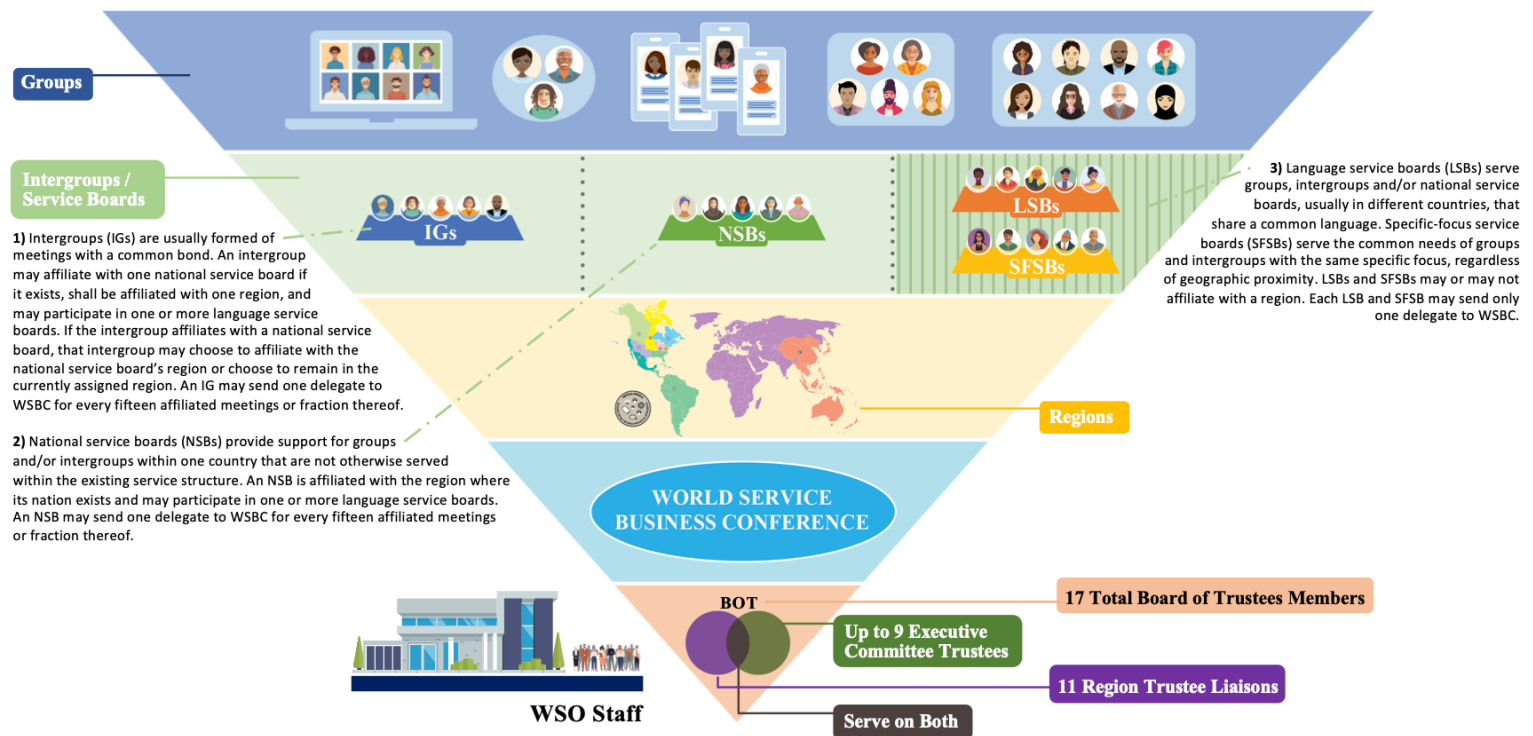 Groups
Intergroups /
Service Boards
IGs
NSBs
LSBs
SFSBs
1) Intergroups (IGs) are usually formed of
meetings with a common bond. An intergroup
may affiliate with one national service board if
it exists, shall be affiliated with one region, and
may participate in one or more language service
boards. If the intergroup affiliates with a national service
board, that intergroup may choose to affiliate with the
national service board’s region or choose to remain in the
currently assigned region. An IG may send one delegate to
WSBC for every fifteen affiliated meetings or fraction thereof.
2) National service boards (NSBs) provide support for groups
and/or intergroups within one country that are not otherwise served
within the existing service structure. An NSB is affiliated with the region where
its nation exists and may participate in one or more language service boards.
An NSB may send one delegate to WSBC for every fifteen affiliated meetings
or fraction thereof.
3) Language service boards (LSBs) serve
groups, intergroups and/or national service
boards, usually in different countries, that
share a common language. Specific-focus service
boards (SFSBs) serve the common needs of groups
and intergroups with the same specific focus, regardless
of geographic proximity. LSBs and SFSBs may or may not
affiliate with a region. Each LSB and SFSB may send only
one delegate to WSBC.
Regions
WORLD SERVICE
BUSINESS CONFERENCE
BOT
17 Total Board of Trustees Members
Up to 9 Executive
Committee Trustees
11 Region Trustee Liaisons
Serve on Both
WSO Staff